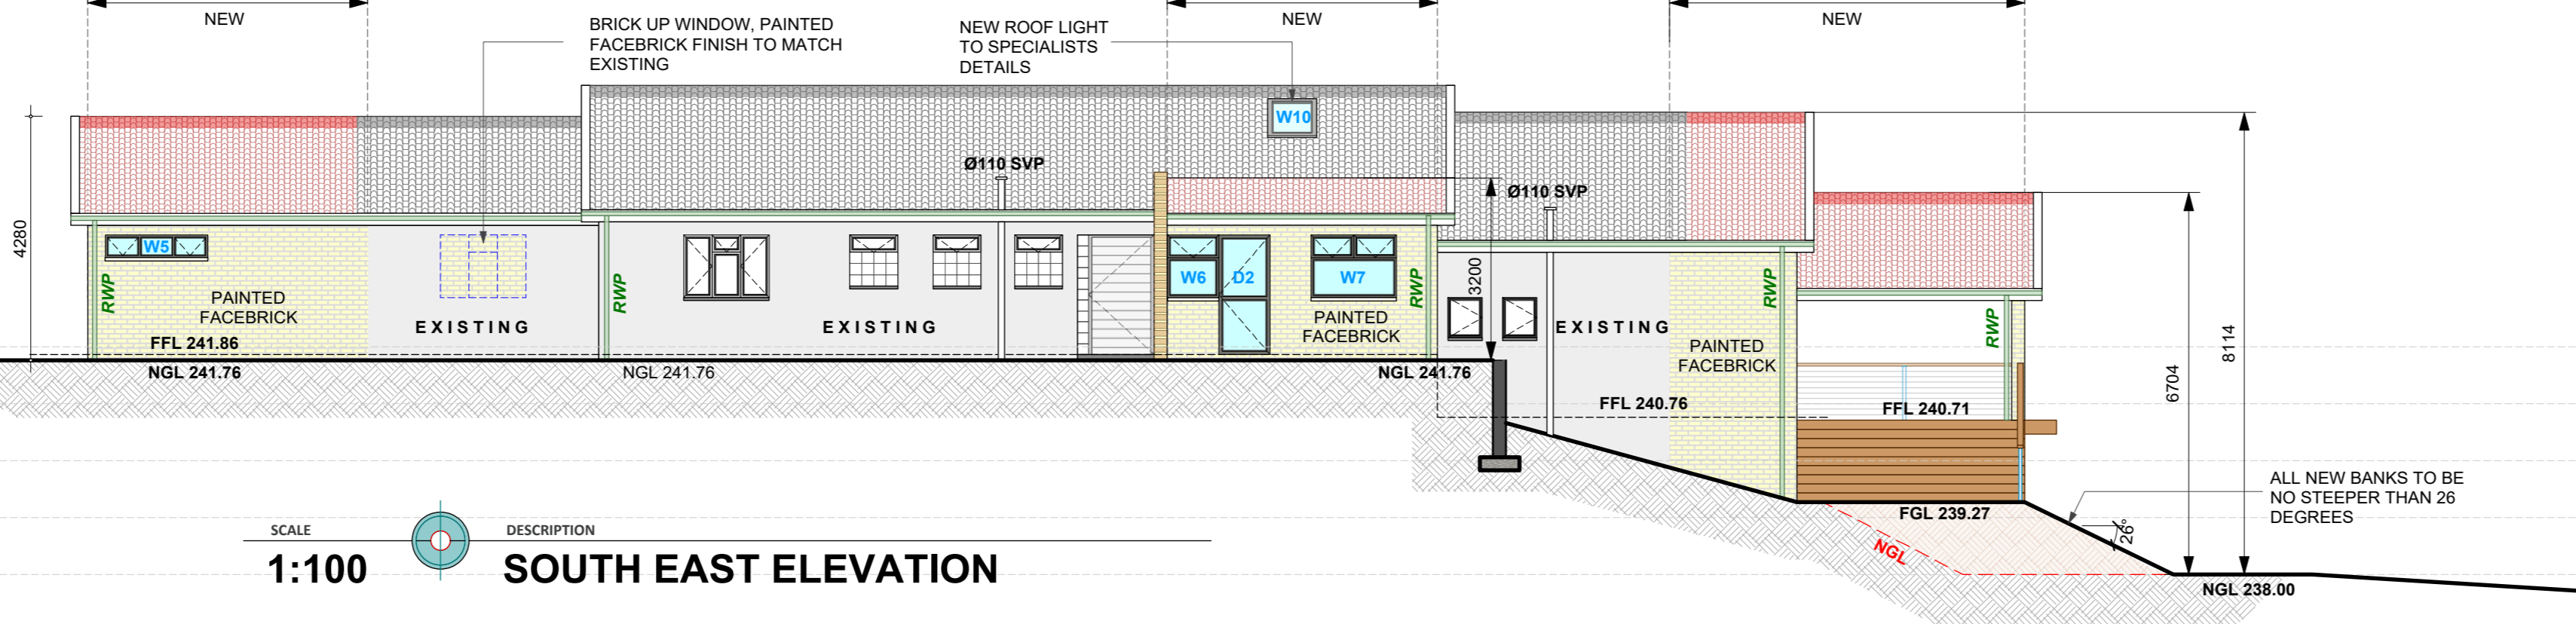 NEW
NEW
NEW
BRICK UP WINDOW, PAINTED
FACEBRICK FINISH TO MATCH
EXISTING
NEW ROOF LIGHT
TO SPECIALISTS
DETAILS
W10
Ø110 SVP
Ø110 SVP
4280
W5
RWP
PAINTED
FACEBRICK
FFL 241.86
NGL 241.76
EXISTING
RWP
NGL 241.76
EXISTING
W6
D2
W7
PAINTED
FACEBRICK
RWP
NGL 241.76
3200
EXISTING
FFL 240.76
PAINTED
FACEBRICK
RWP
RWP
FFL 240.71
FGL 239.27
6704
8114
ALL NEW BANKS TO BE
NO STEEPER THAN 26
DEGREES
26°
NGL
NGL 238.00
SCALE
DESCRIPTION
1:100
SOUTH EAST ELEVATION